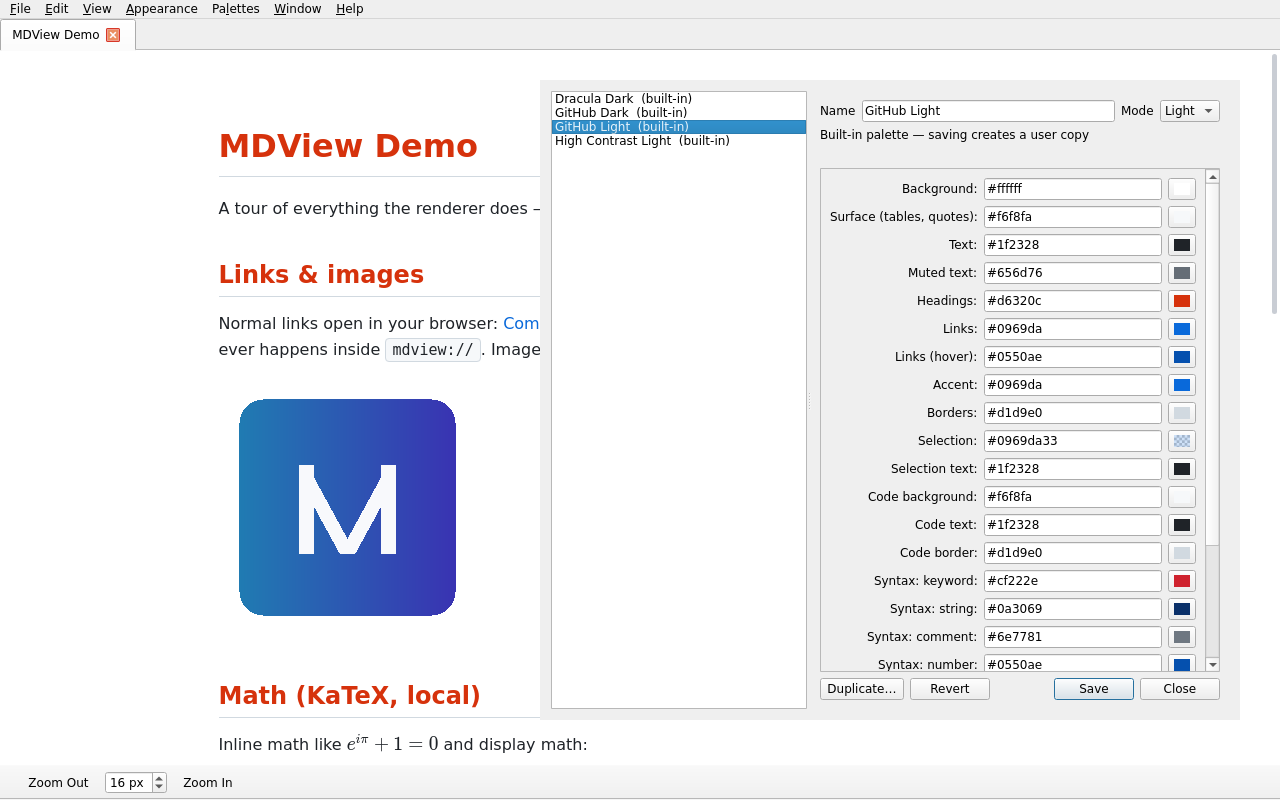 File Edit View Appearance Palettes Window Help
MDView Demo
MDView Demo
A tour of everything the renderer does –
Links & images
Normal links open in your browser: Com
ever happens inside mdview://. Image
M
Math (KaTeX, local)
Inline math like e^{iπ} + 1 = 0 and display math:
Dracula Dark (built-in)
GitHub Dark (built-in)
GitHub Light (built-in)
High Contrast Light (built-in)
Name GitHub Light Mode Light
Built-in palette — saving creates a user copy
Background: #ffffff
Surface (tables, quotes): #f6f8fa
Text: #1f2328
Muted text: #656d76
Headings: #d6320c
Links: #0969da
Links (hover): #0550ae
Accent: #0969da
Borders: #d1d9e0
Selection: #0969da33
Selection text: #1f2328
Code background: #f6f8fa
Code text: #1f2328
Code border: #d1d9e0
Syntax: keyword: #cf222e
Syntax: string: #0a3069
Syntax: comment: #6e7781
Syntax: number: #0550ae
Duplicate... Revert Save Close
Zoom Out 16 px Zoom In